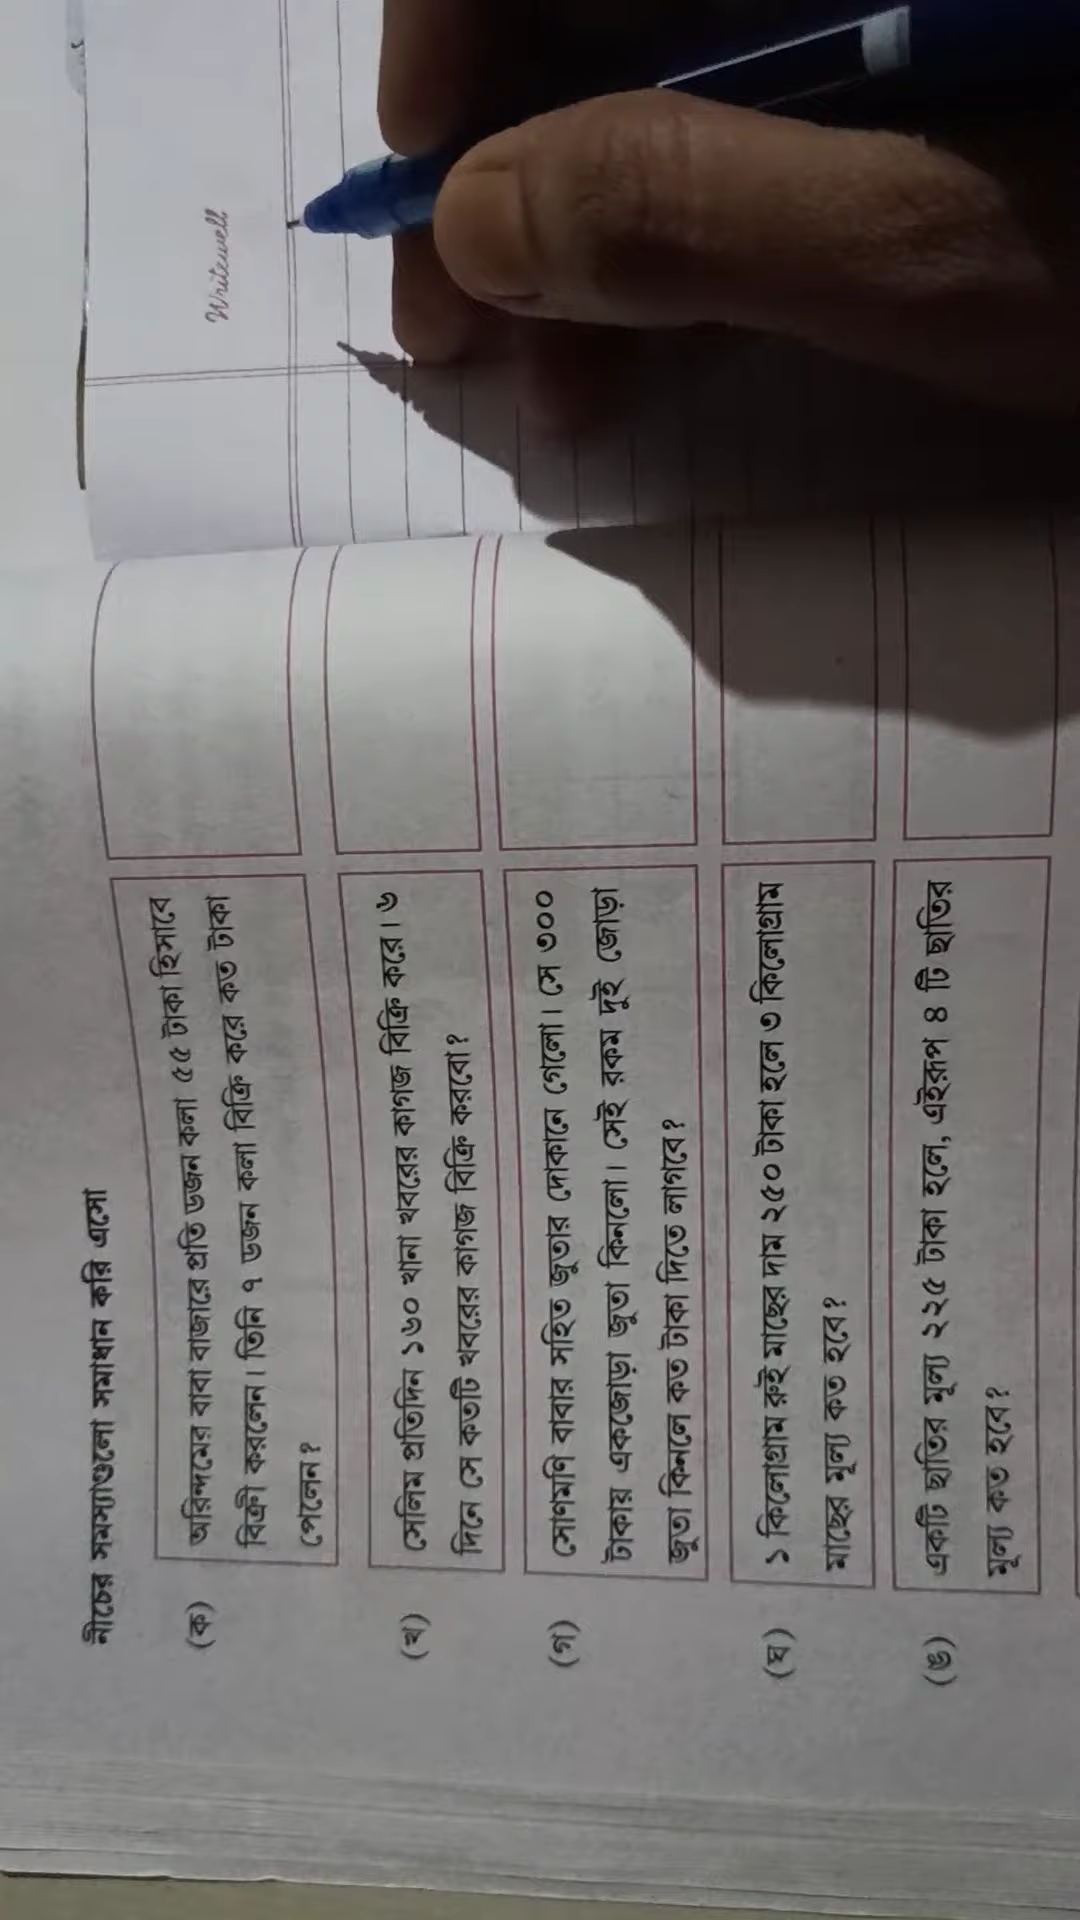 নীচের সমস্যাগুলো সমাধান করি এসো
(ক) অরিন্দমের বাবা বাজারে প্রতি ডজন কলা ৫৫ টাকা হিসাবে
বিক্রী করলেন। তিনি ৭ ডজন কলা বিক্রি করে কত টাকা
পেলেন?
(খ) সেলিম প্রতিদিন ১৬০ খানা খবরের কাগজ বিক্রি করে। ৬
দিনে সে কতটি খবরের কাগজ বিক্রি করবো?
(গ) সোণমণি বাবার সহিত জুতার দোকানে গেলো। সে ৩০০
টাকায় একজোড়া জুতা কিনলো। সেই রকম দুই জোড়া
জুতা কিনলে কত টাকা দিতে লাগবে?
(ঘ) ১ কিলোগ্রাম রুই মাছের দাম ২৫০ টাকা হলে ৩ কিলোগ্রাম
মাছের মূল্য কত হবে?
(ঙ) একটি ছাতির মূল্য ২২৫ টাকা হলে, এইরূপ ৪ টি ছাতির
মূল্য কত হবে?
Writewell